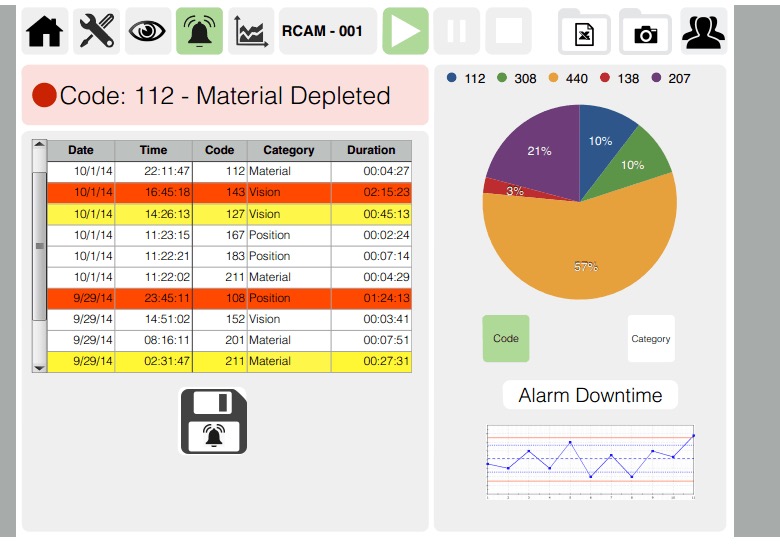 RCAM - 001
Code: 112 - Material Depleted
Date Time Code Category Duration
10/1/14 22:11:47 112 Material 00:04:27
10/1/14 16:45:18 143 Vision 02:15:23
10/1/14 14:26:13 127 Vision 00:45:13
10/1/14 11:23:15 167 Position 00:02:24
10/1/14 11:22:21 183 Position 00:07:14
10/1/14 11:22:02 211 Material 00:04:29
9/29/14 23:45:11 108 Position 01:24:13
9/29/14 14:51:02 152 Vision 00:03:41
9/29/14 08:16:11 201 Material 00:07:51
9/29/14 02:31:47 211 Material 00:27:31
112 308 440 138 207
10%
21%
10%
3%
57%
Code Category
Alarm Downtime